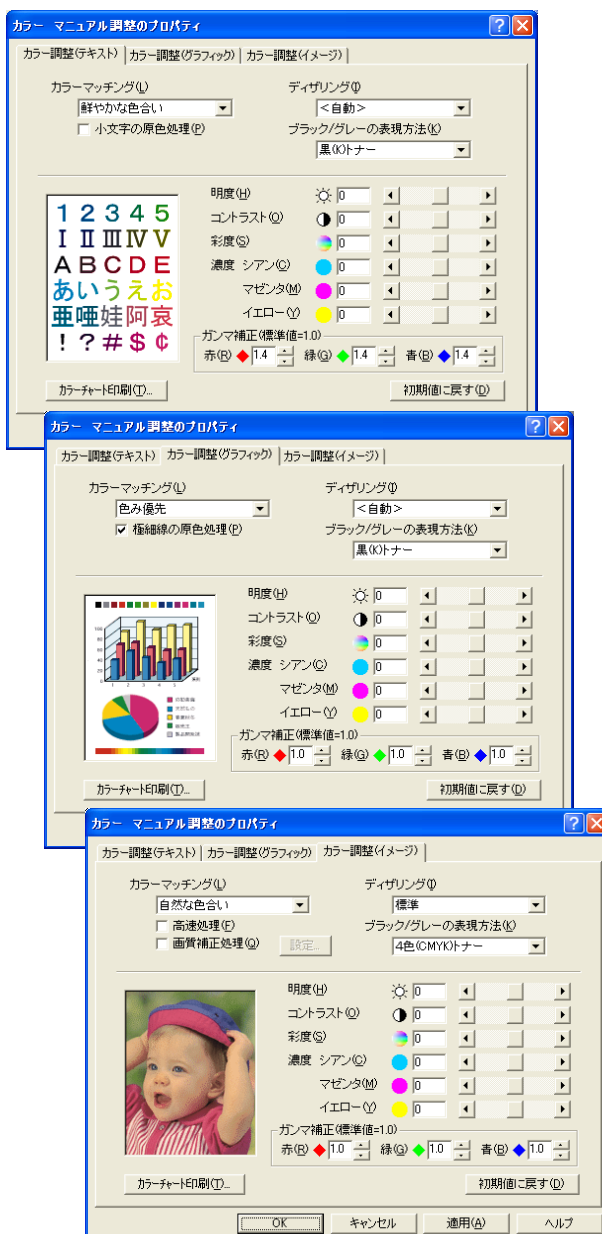 カラー マニュアル調整のプロパティ
カラー調整(テキスト) カラー調整(グラフィック) カラー調整(イメージ)
カラーマッチング(L) ディザリング(I)
鮮やかな色合い <自動>
小文字の原色処理(P) ブラック/グレーの表現方法(K)
黒(K)トナー
1 2 3 4 5
I II III IV V
A B C D E
あいうえお
亜唖娃阿哀
! ? # $ ¢
明度(H) 0
コントラスト(O) 0
彩度(S) 0
濃度 シアン(C) 0
マゼンタ(M) 0
イエロー(Y) 0
ガンマ補正(標準値=1.0)
赤(R) 1.4 緑(G) 1.4 青(B) 1.4
カラーチャート印刷(T)... 初期値に戻す(D)
カラー マニュアル調整のプロパティ
カラー調整(テキスト) カラー調整(グラフィック) カラー調整(イメージ)
カラーマッチング(L) ディザリング(I)
色み優先 <自動>
極細線の原色処理(P) ブラック/グレーの表現方法(K)
黒(K)トナー
明度(H) 0
コントラスト(O) 0
彩度(S) 0
濃度 シアン(C) 0
マゼンタ(M) 0
イエロー(Y) 0
ガンマ補正(標準値=1.0)
赤(R) 1.0 緑(G) 1.0 青(B) 1.0
カラーチャート印刷(T)... 初期値に戻す(D)
カラー マニュアル調整のプロパティ
カラー調整(テキスト) カラー調整(グラフィック) カラー調整(イメージ)
カラーマッチング(L) ディザリング(I)
自然な色合い 標準
高速処理(F) ブラック/グレーの表現方法(K)
画質補正処理(Q) 設定... 4色(CMYK)トナー
明度(H) 0
コントラスト(O) 0
彩度(S) 0
濃度 シアン(C) 0
マゼンタ(M) 0
イエロー(Y) 0
ガンマ補正(標準値=1.0)
赤(R) 1.0 緑(G) 1.0 青(B) 1.0
カラーチャート印刷(T)... 初期値に戻す(D)
OK キャンセル 適用(A) ヘルプ